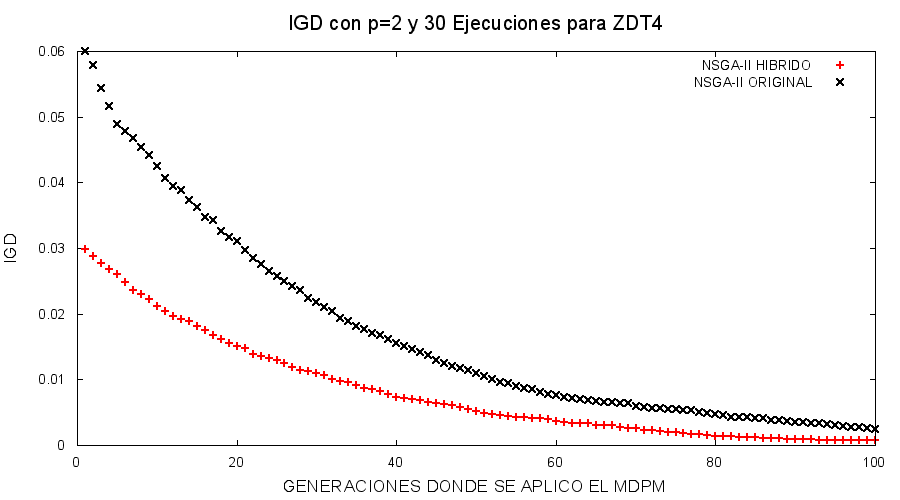 IGD con p=2 y 30 Ejecuciones para ZDT4
NSGA-II HIBRIDO
NSGA-II ORIGINAL
0.06
0.05
0.04
0.03
0.02
0.01
0
IGD
0 20 40 60 80 100
GENERACIONES DONDE SE APLICO EL MDPM